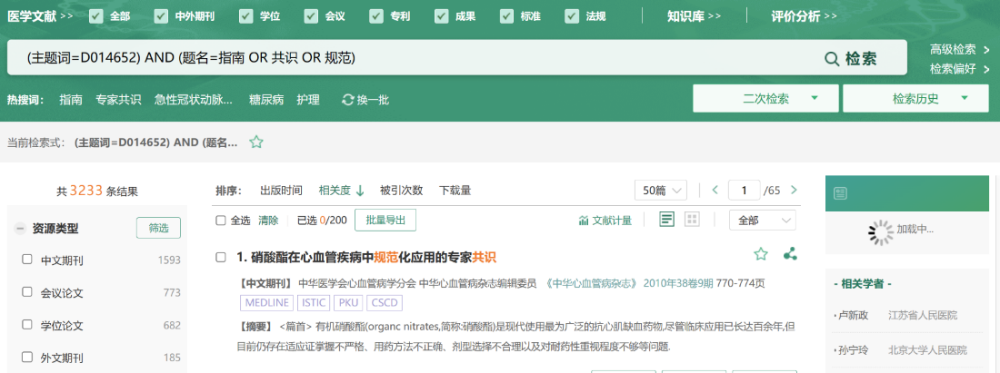 医学文献 >> 全部 中外期刊 学位 会议 专利 成果 标准 法规 知识库 >> 评价分析 >>
(主题词=D014652) AND (题名=指南 OR 共识 OR 规范) 检索
高级检索 >
检索偏好 >
热搜词: 指南 专家共识 急性冠状动脉... 糖尿病 护理 换一批 二次检索 检索历史
当前检索式: (主题词=D014652) AND (题名...
共 3233 条结果 排序: 出版时间 相关度 被引次数 下载量 50篇 < 1 /65 >
全选 清除 已选 0/200 批量导出 文献计量 全部
资源类型 筛选
中文期刊 1593
会议论文 773
学位论文 682
外文期刊 185
1. 硝酸酯在心血管疾病中规范化应用的专家共识
【中文期刊】 中华医学会心血管病学分会 中华心血管病杂志编辑委员 《中华心血管病杂志》 2010年38卷9期 770-774页
MEDLINE ISTIC PKU CSCD
【摘要】 <篇首> 有机硝酸酯(organc nitrates,简称:硝酸酯)是现代使用最为广泛的抗心肌缺血药物,尽管临床应用已长达百余年,但
目前仍存在适应证掌握不严格、用药方法不正确、剂型选择不合理以及对耐药性重视程度不够等问题.
加载中...
- 相关学者 -
卢新政 江苏省人民医院
孙宁玲 北京大学人民医院